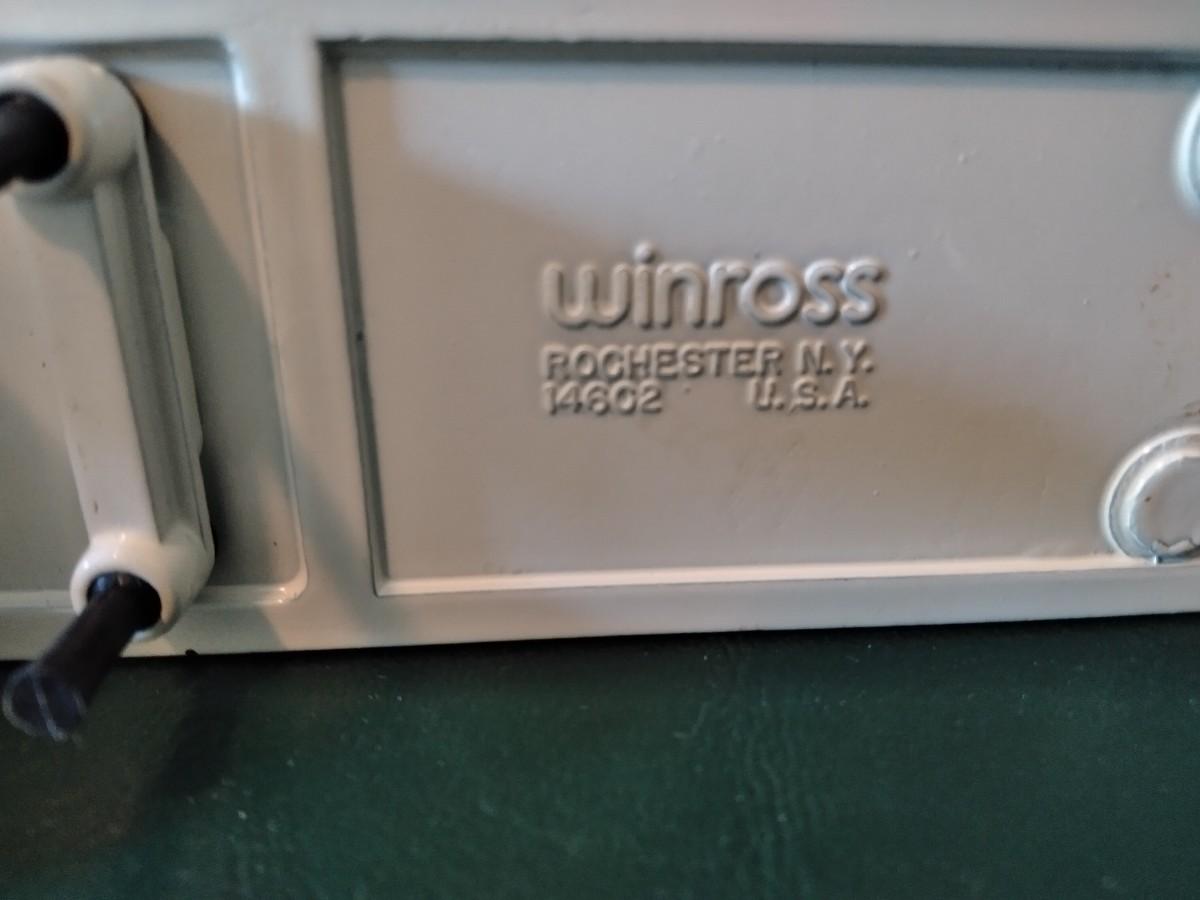 winross
ROCHESTER N.Y.
14602 U.S.A.